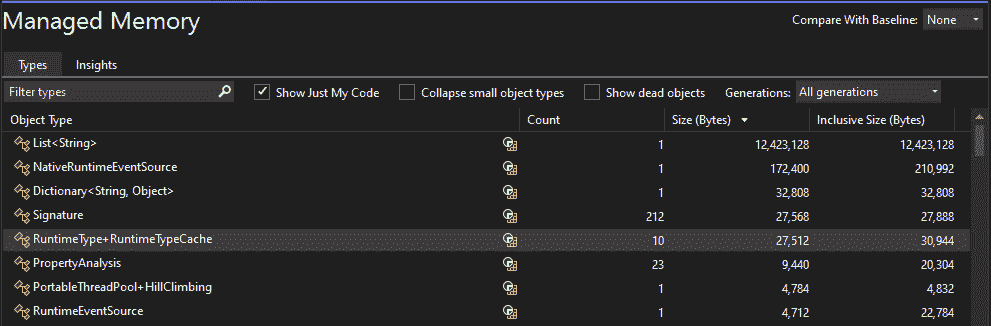 Managed Memory
Compare With Baseline: None
Types Insights
Filter types Show Just My Code Collapse small object types Show dead objects Generations: All generations
Object Type Count Size (Bytes) Inclusive Size (Bytes)
List<String> 1 12,423,128 12,423,128
NativeRuntimeEventSource 1 172,400 210,992
Dictionary<String, Object> 1 32,808 32,808
Signature 212 27,568 27,888
RuntimeType+RuntimeTypeCache 10 27,512 30,944
PropertyAnalysis 23 9,440 20,304
PortableThreadPool+HillClimbing 1 4,784 4,832
RuntimeEventSource 1 4,712 22,784